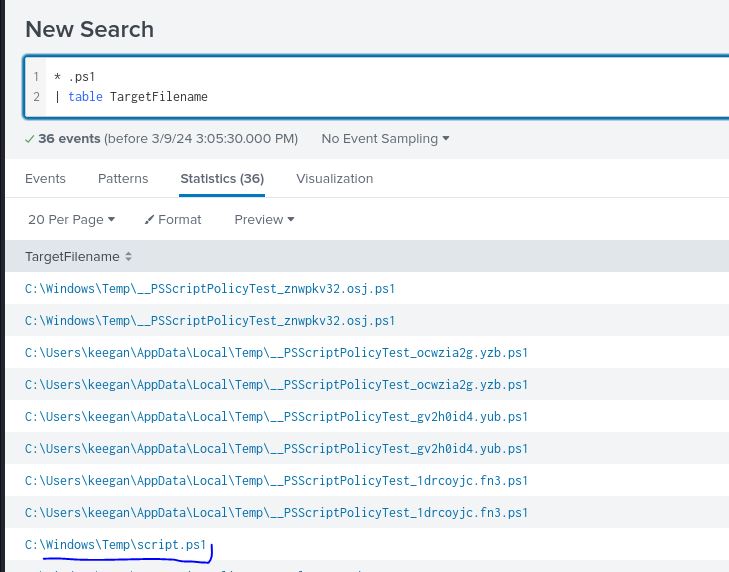 New Search
1 * .ps1
2 | table TargetFilename
✓ 36 events (before 3/9/24 3:05:30.000 PM) No Event Sampling ▾
Events Patterns Statistics (36) Visualization
20 Per Page ▾ Format Preview ▾
TargetFilename
C:\Windows\Temp\__PSScriptPolicyTest_znwpkv32.osj.ps1
C:\Windows\Temp\__PSScriptPolicyTest_znwpkv32.osj.ps1
C:\Users\keegan\AppData\Local\Temp\__PSScriptPolicyTest_ocwzia2g.yzb.ps1
C:\Users\keegan\AppData\Local\Temp\__PSScriptPolicyTest_ocwzia2g.yzb.ps1
C:\Users\keegan\AppData\Local\Temp\__PSScriptPolicyTest_gv2h0id4.yub.ps1
C:\Users\keegan\AppData\Local\Temp\__PSScriptPolicyTest_gv2h0id4.yub.ps1
C:\Users\keegan\AppData\Local\Temp\__PSScriptPolicyTest_1drcoyjc.fn3.ps1
C:\Users\keegan\AppData\Local\Temp\__PSScriptPolicyTest_1drcoyjc.fn3.ps1
C:\Windows\Temp\script.ps1